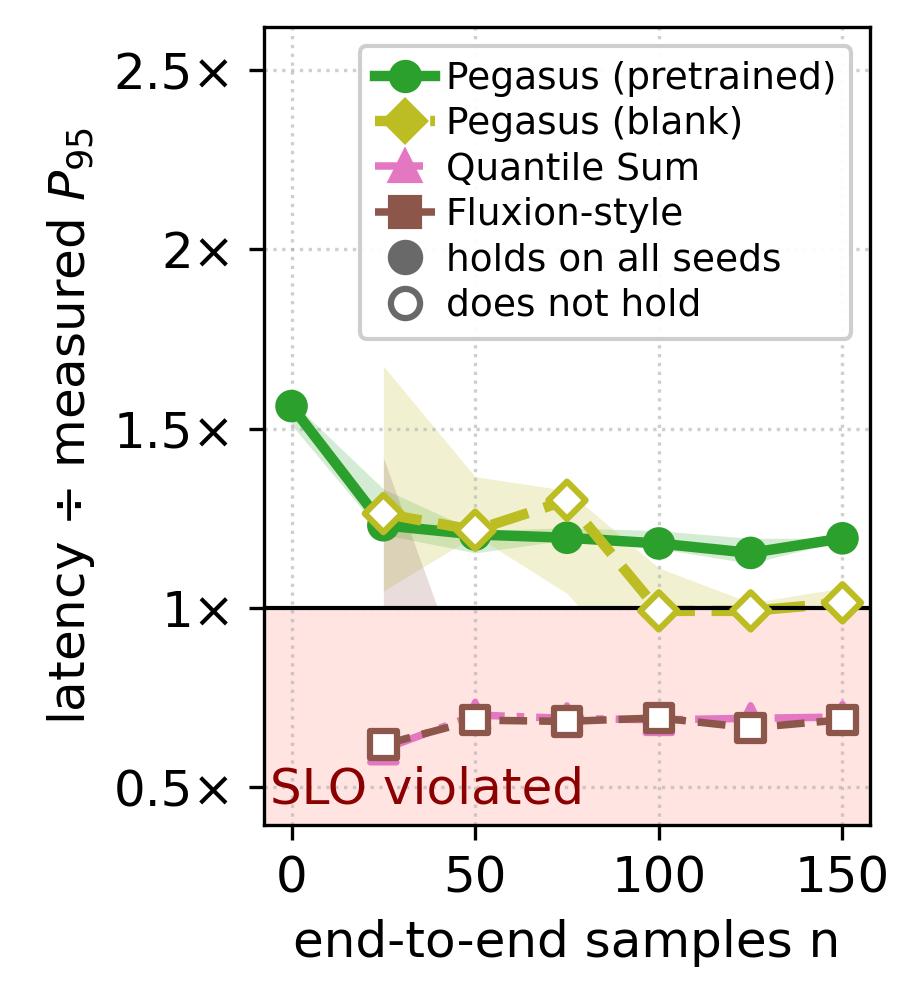 2.5×
2×
1.5×
1×
0.5×
latency ÷ measured P95
Pegasus (pretrained)
Pegasus (blank)
Quantile Sum
Fluxion-style
holds on all seeds
does not hold
SLO violated
0 50 100 150
end-to-end samples n